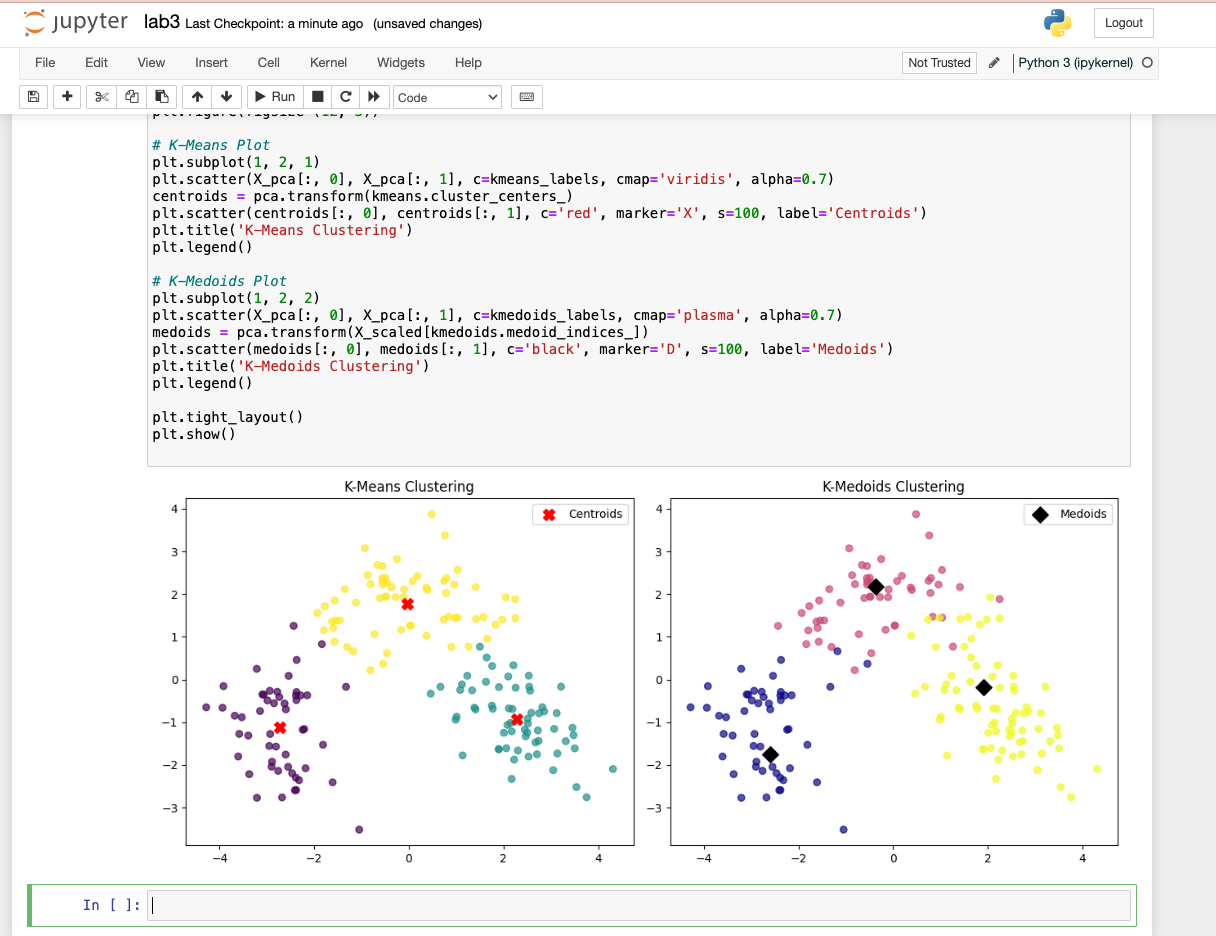 jupyter lab3 Last Checkpoint: a minute ago (unsaved changes)
Logout
File Edit View Insert Cell Kernel Widgets Help
Not Trusted Python 3 (ipykernel)
Run Code
# K-Means Plot
plt.subplot(1, 2, 1)
plt.scatter(X_pca[:, 0], X_pca[:, 1], c=kmeans_labels, cmap='viridis', alpha=0.7)
centroids = pca.transform(kmeans.cluster_centers_)
plt.scatter(centroids[:, 0], centroids[:, 1], c='red', marker='X', s=100, label='Centroids')
plt.title('K-Means Clustering')
plt.legend()
# K-Medoids Plot
plt.subplot(1, 2, 2)
plt.scatter(X_pca[:, 0], X_pca[:, 1], c=kmedoids_labels, cmap='plasma', alpha=0.7)
medoids = pca.transform(X_scaled[kmedoids.medoid_indices_])
plt.scatter(medoids[:, 0], medoids[:, 1], c='black', marker='D', s=100, label='Medoids')
plt.title('K-Medoids Clustering')
plt.legend()
plt.tight_layout()
plt.show()
K-Means Clustering
Centroids
4
3
2
1
0
−1
−2
−3
−4 −2 0 2 4
K-Medoids Clustering
Medoids
4
3
2
1
0
−1
−2
−3
−4 −2 0 2 4
In [ ]: